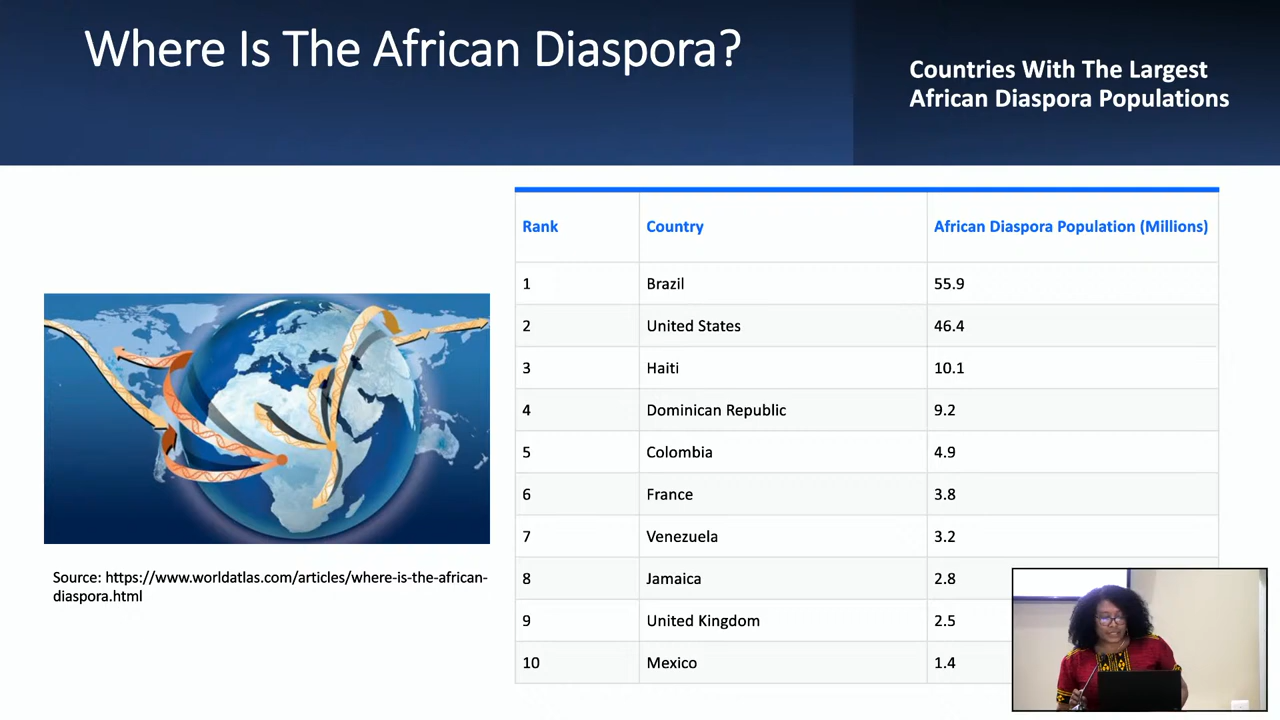 Where Is The African Diaspora?
Countries With The Largest
African Diaspora Populations
Rank Country African Diaspora Population (Millions)
1 Brazil 55.9
2 United States 46.4
3 Haiti 10.1
4 Dominican Republic 9.2
5 Colombia 4.9
6 France 3.8
7 Venezuela 3.2
8 Jamaica 2.8
9 United Kingdom 2.5
10 Mexico 1.4
Source: https://www.worldatlas.com/articles/where-is-the-african-
diaspora.html